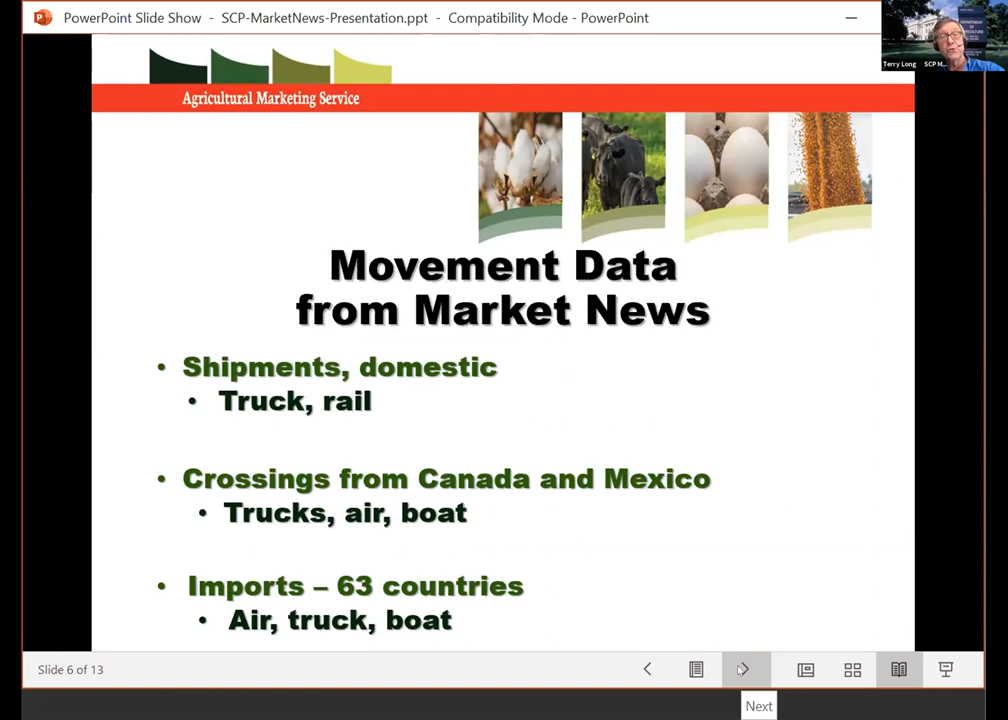 PowerPoint Slide Show - SCP-MarketNews-Presentation.ppt - Compatibility Mode - PowerPoint
Terry Long SCP M...
Agricultural Marketing Service
Movement Data
from Market News
• Shipments, domestic
• Truck, rail
• Crossings from Canada and Mexico
• Trucks, air, boat
• Imports – 63 countries
• Air, truck, boat
Slide 6 of 13
Next